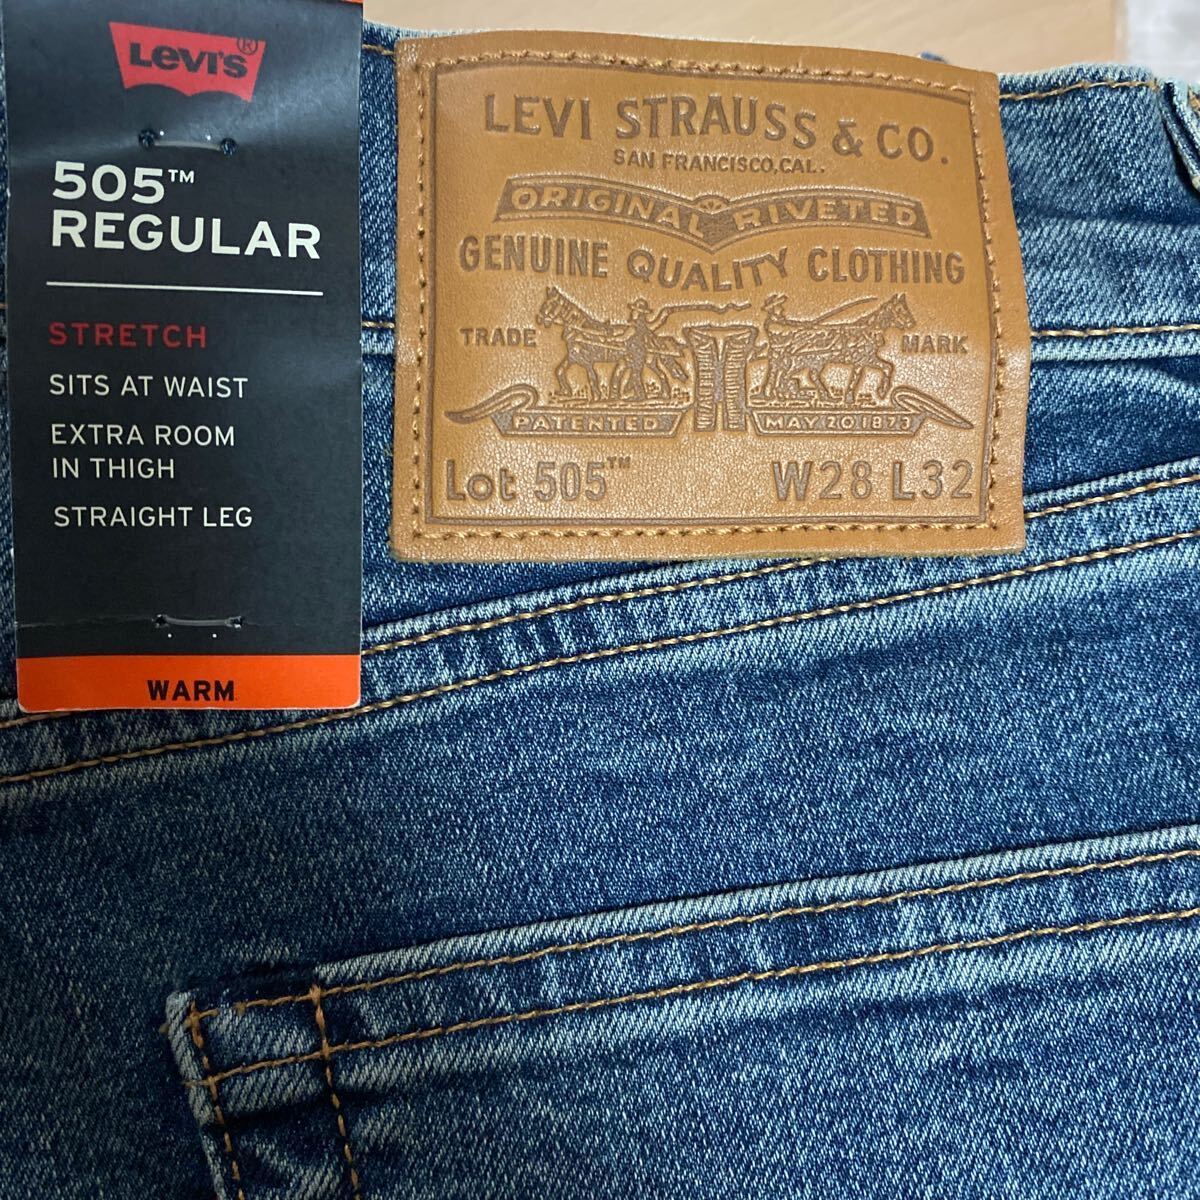 LEVI'S®
505™
REGULAR
STRETCH
SITS AT WAIST
EXTRA ROOM
IN THIGH
STRAIGHT LEG
WARM
LEVI STRAUSS & CO.
SAN FRANCISCO, CAL.
ORIGINAL RIVETED
GENUINE QUALITY CLOTHING
TRADE MARK
PATENTED MAY 20 1873
Lot 505™ W28 L32